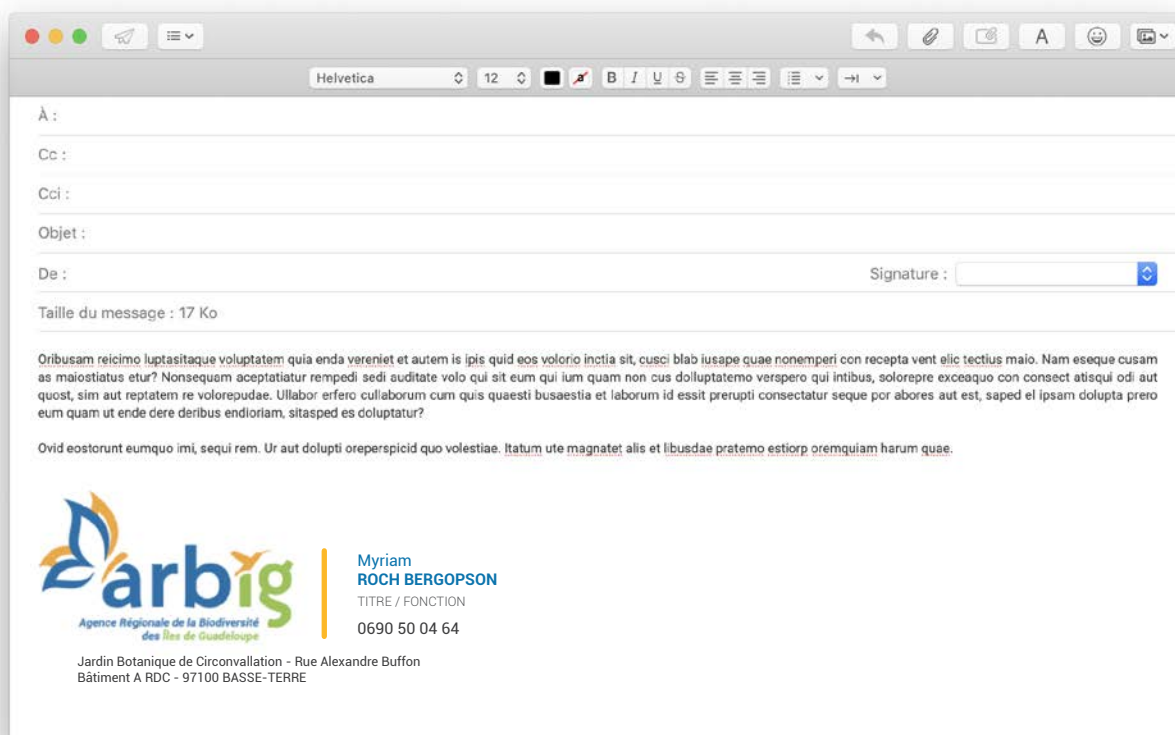 Helvetica 12 a B I U S
A
À :
Cc :
Cci :
Objet :
De :
Signature :
Taille du message : 17 Ko
Oribusam reicimo luptasitaque voluptatem quia enda vereniet et autem is ipis quid eos volorio inctia sit, cusci blab iusape quae nonemperi con recepta vent elic tectius maio. Nam eseque cusam
as maiostiatus etur? Nonsequam aceptatiatur rempedi sedi auditate volo qui sit eum qui ium quam non cus dolluptatemo verspero qui intibus, solorepre exceaquo con consect atisqui odi aut
quost, sim aut reptatem re volorepudae. Ullabor erfero cullaborum cum quis quaesti busaestia et laborum id essit prerupti consectatur seque por abores aut est, saped el ipsam dolupta prero
eum quam ut ende dere deribus endioriam, sitasped es doluptatur?
Ovid eostorunt eumquo imi, sequi rem. Ur aut dolupti oreperspicid quo volestiae. Itatum ute magnatet alis et libusdae pratemo estiorp oremquiam harum quae.
arbig
Agence Régionale de la Biodiversité
des Îles de Guadeloupe
Myriam
ROCH BERGOPSON
TITRE / FONCTION
0690 50 04 64
Jardin Botanique de Circonvallation - Rue Alexandre Buffon
Bâtiment A RDC - 97100 BASSE-TERRE